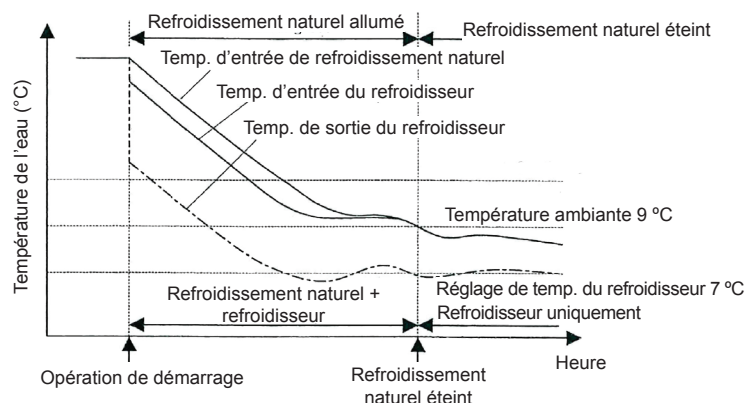 Refroidissement naturel allumé
Refroidissement naturel éteint
Temp. d'entrée de refroidissement naturel
Temp. d'entrée du refroidisseur
Temp. de sortie du refroidisseur
Température de l'eau (°C)
Température ambiante 9 ºC
Réglage de temp. du refroidisseur 7 ºC
Refroidissement naturel +
refroidisseur
Refroidisseur uniquement
Heure
Opération de démarrage
Refroidissement
naturel éteint